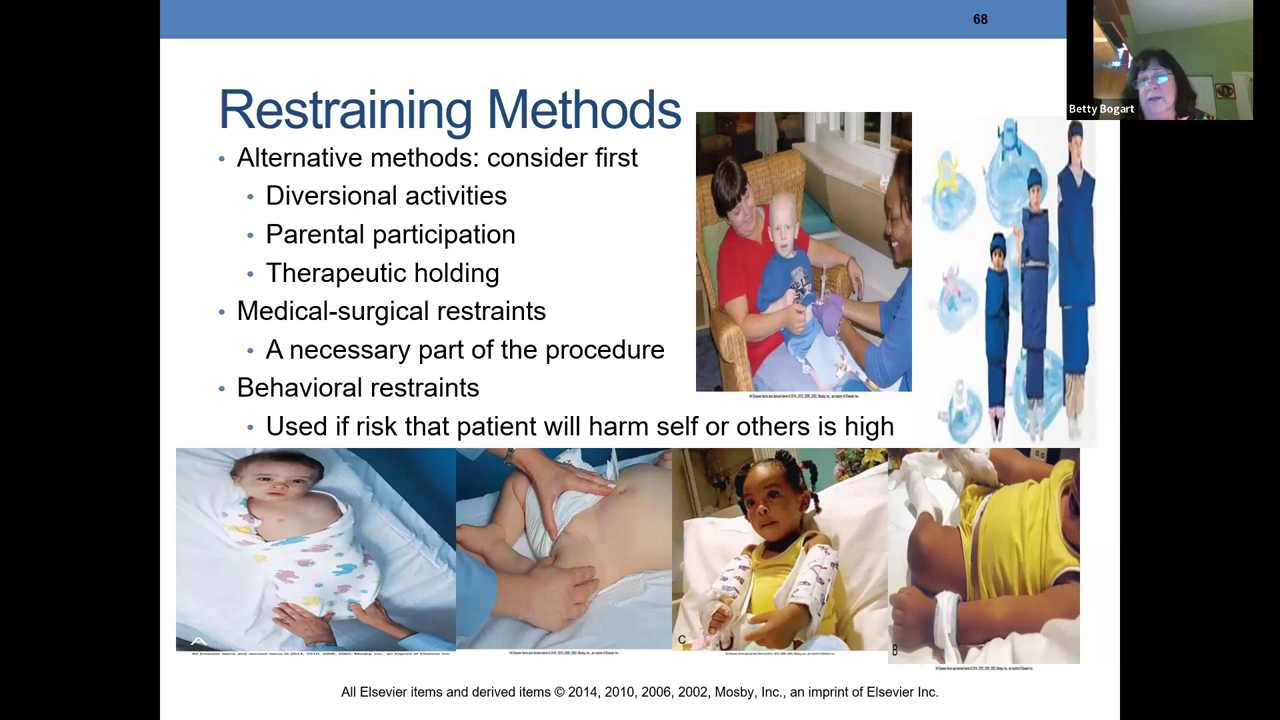 68
Betty Bogart
Restraining Methods
• Alternative methods: consider first
• Diversional activities
• Parental participation
• Therapeutic holding
• Medical-surgical restraints
• A necessary part of the procedure
• Behavioral restraints
• Used if risk that patient will harm self or others is high
A
C
B
All Elsevier items and derived items © 2014, 2010, 2006, 2002, Mosby, Inc., an imprint of Elsevier Inc.